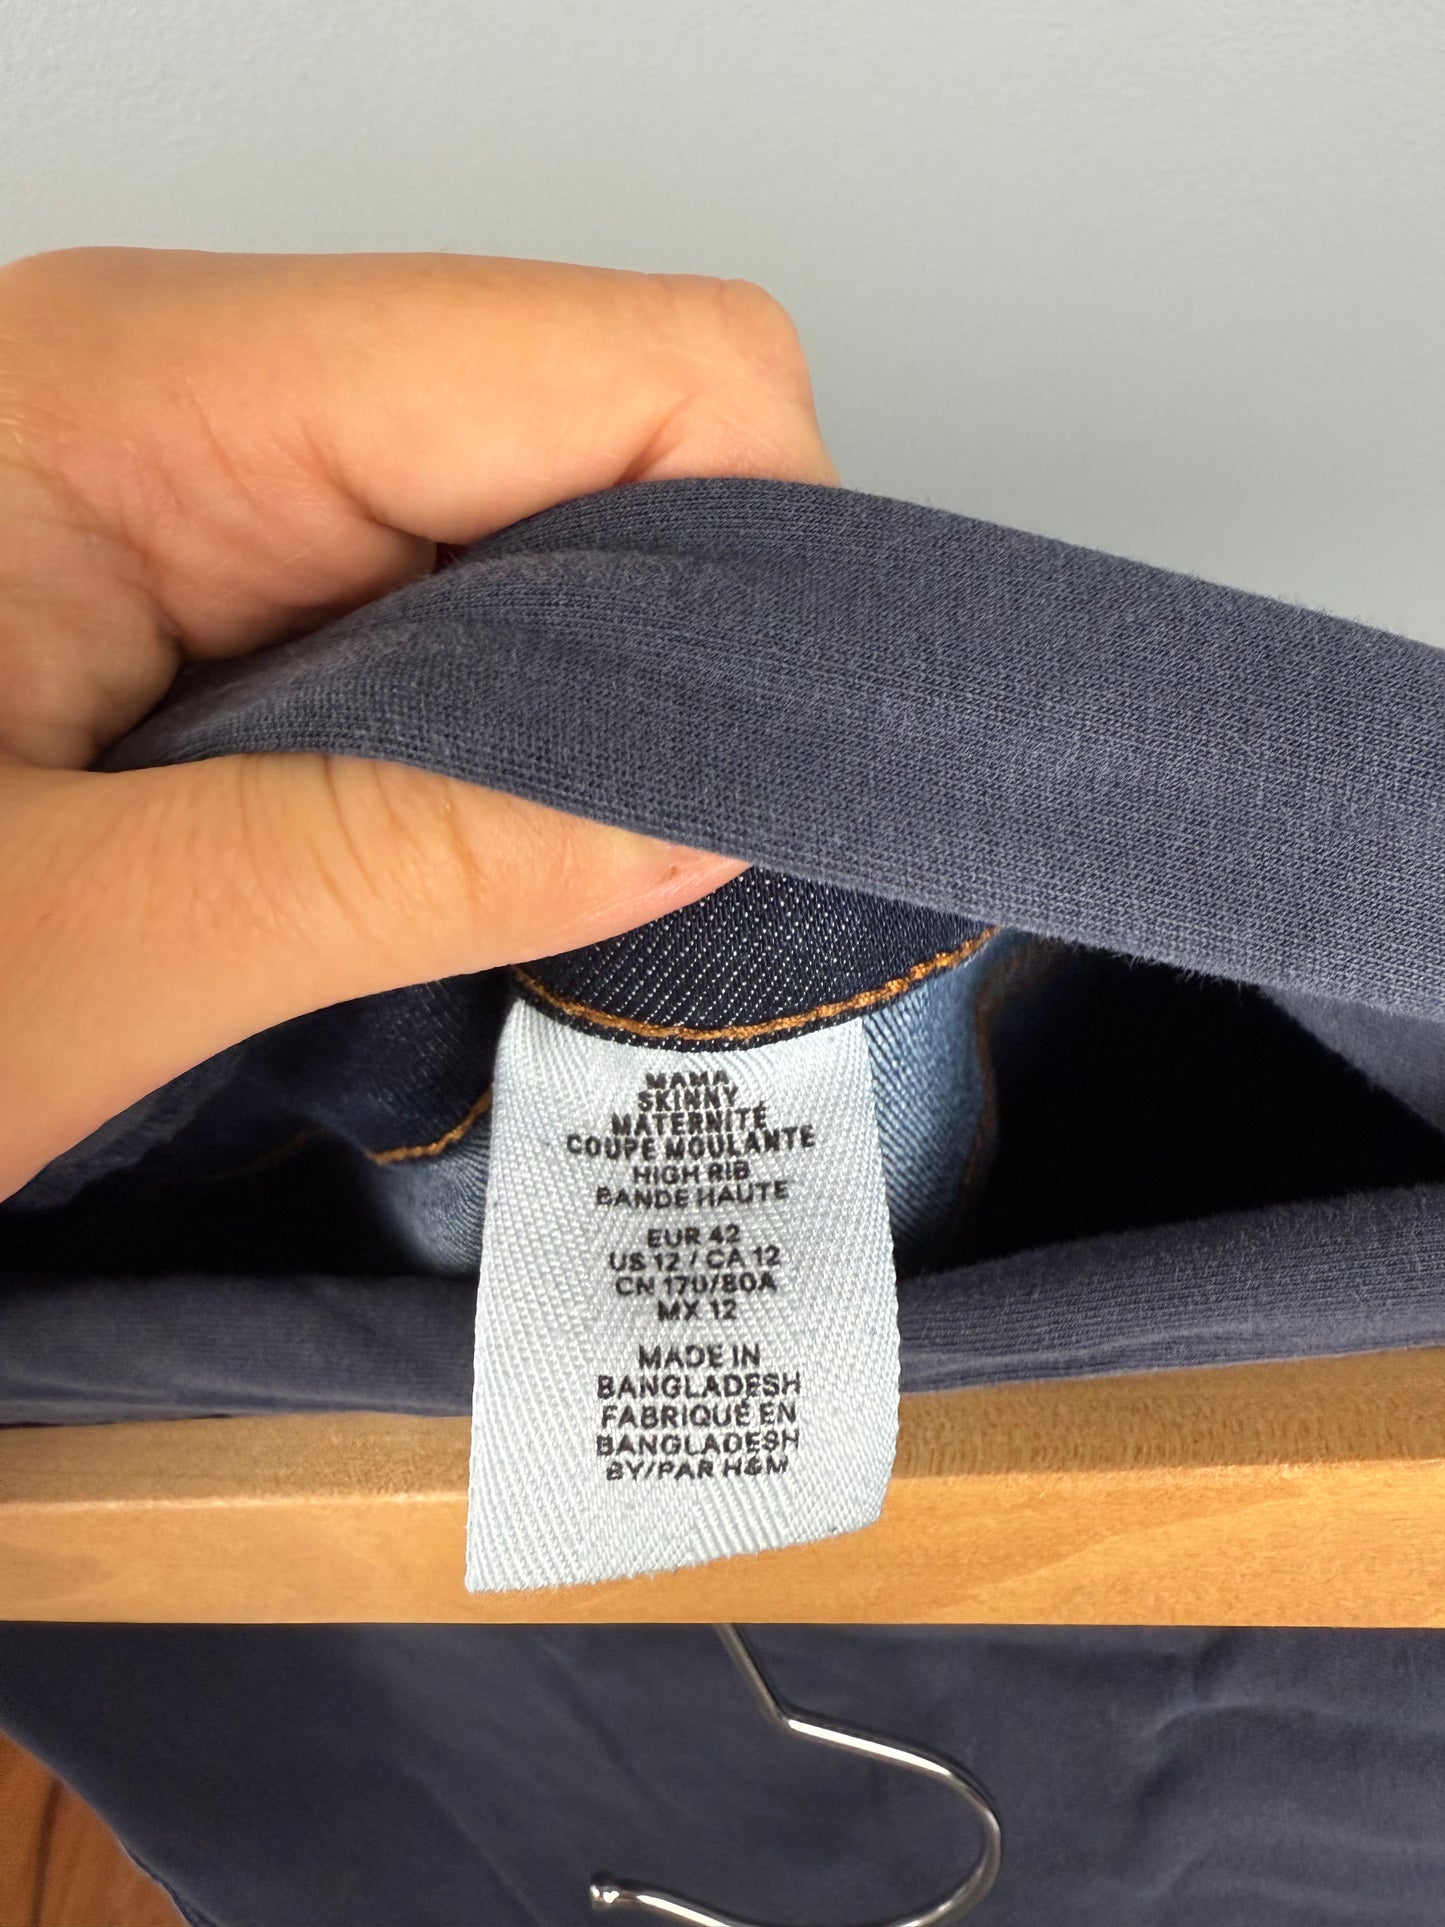 MAMA
SKINNY
MATERNITÉ
COUPE MOULANTE
HIGH RIB
BANDE HAUTE
EUR 42
US 12 / CA 12
CN 170/80A
MX 12
MADE IN
BANGLADESH
FABRIQUÉ EN
BANGLADESH
BY/PAR H&M